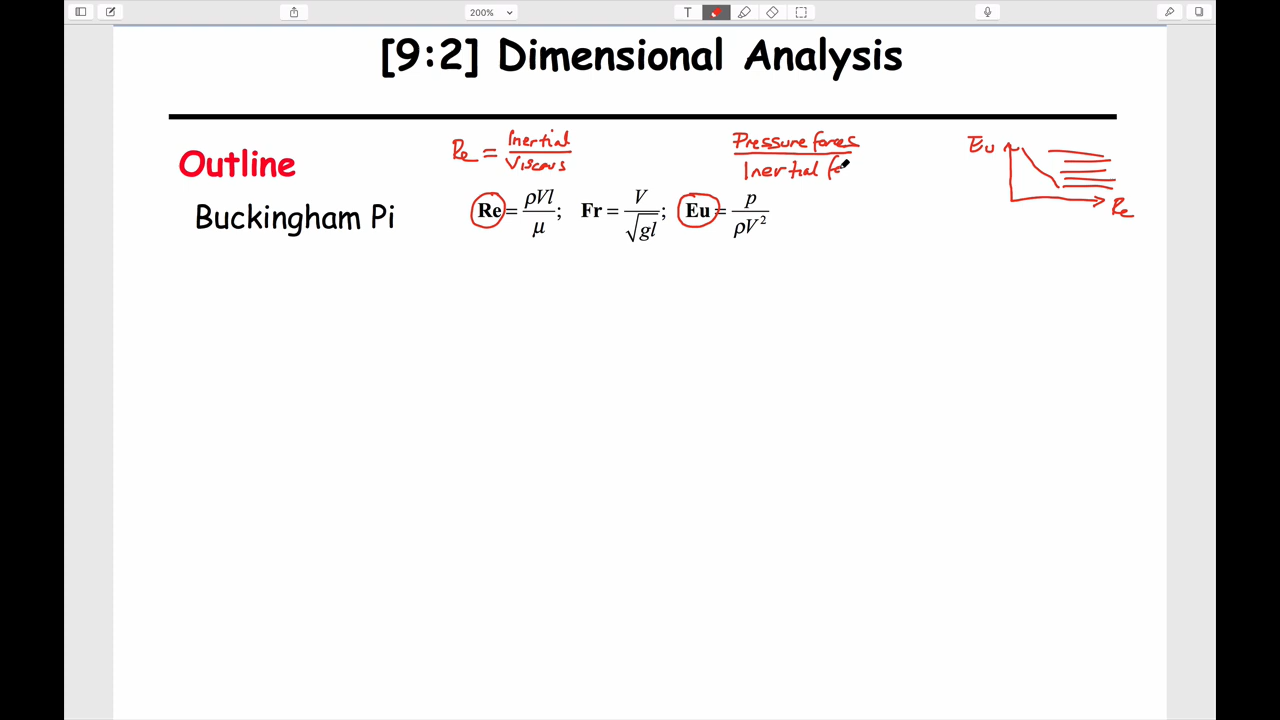 200%
T
[9:2] Dimensional Analysis
Outline
Re = Inertial / Viscous
Pressure forces / Inertial
Eu
Re
Buckingham Pi
Re = ρVl / μ; Fr = V / √gl; Eu = p / ρV²